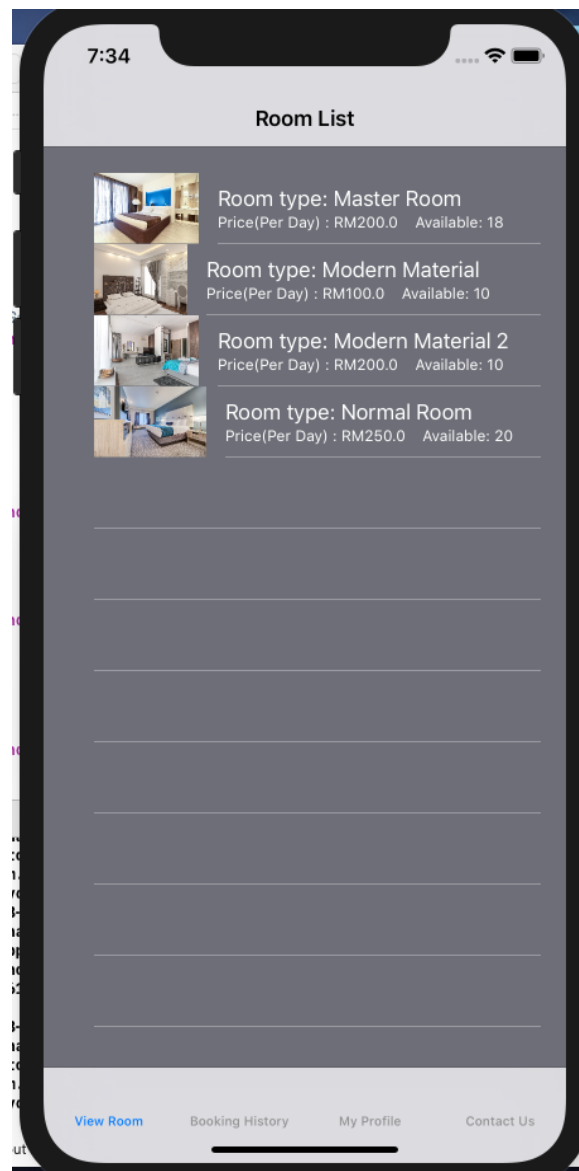 7:34
Room List
Room type: Master Room
Price(Per Day) : RM200.0 Available: 18
Room type: Modern Material
Price(Per Day) : RM100.0 Available: 10
Room type: Modern Material 2
Price(Per Day) : RM200.0 Available: 10
Room type: Normal Room
Price(Per Day) : RM250.0 Available: 20
View Room Booking History My Profile Contact Us